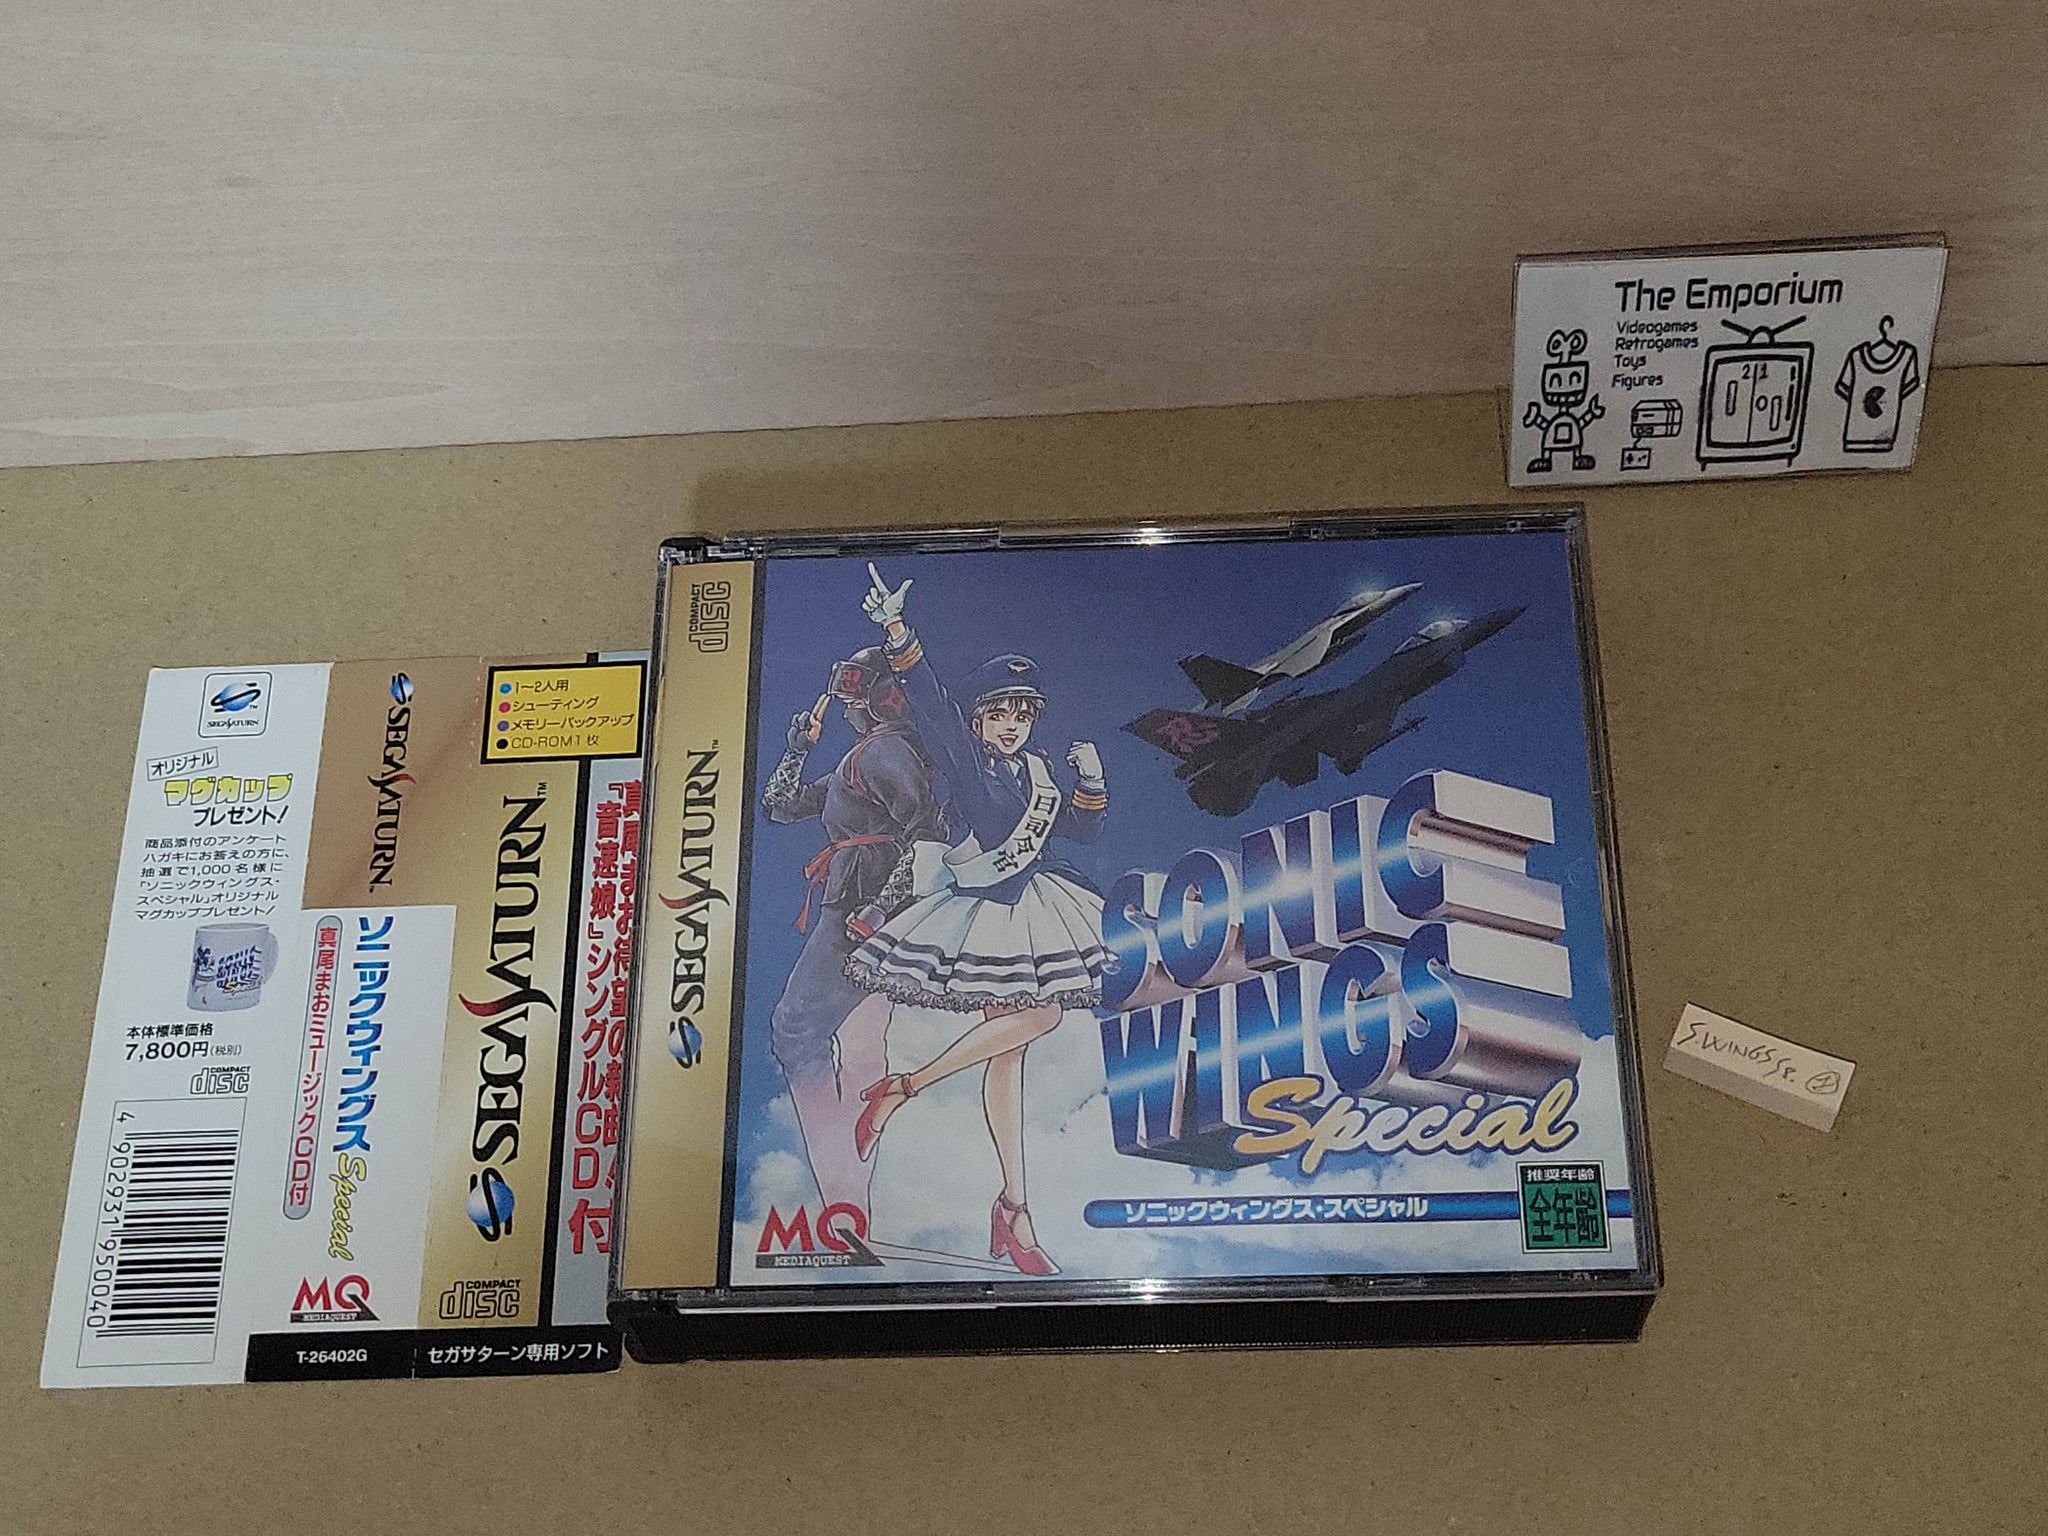 The Emporium
Videogames
Retrogames
Toys
Figures
21
SEGA SATURN
オリジナル
マグカップ
プレゼント!
商品添付のアンケート
ハガキにお答えの方に、
抽選で1,000名様に
「ソニックウィングス・
スペシャル」オリジナル
マグカッププレゼント!
本体標準価格
7,800円(税別)
COMPACT
disc
4 902931 950040
SEGA SATURN™
ソニックウィングス Special
真尾まおミュージックCD付
MQ
MEDIAQUEST
T-26402G
●1〜2人用
●シューティング
●メモリーバックアップ
●CD-ROM1枚
SEGA SATURN™
COMPACT
disc
セガサターン専用ソフト
真尾まお待望の新曲!!
『音速娘』シングルCD付
COMPACT
disc
SEGA SATURN™
一日司令官
SONIC
WINGS
Special
ソニックウィングス・スペシャル
推奨年齢
全年齢
MQ
MEDIAQUEST
S.WINGS S8.